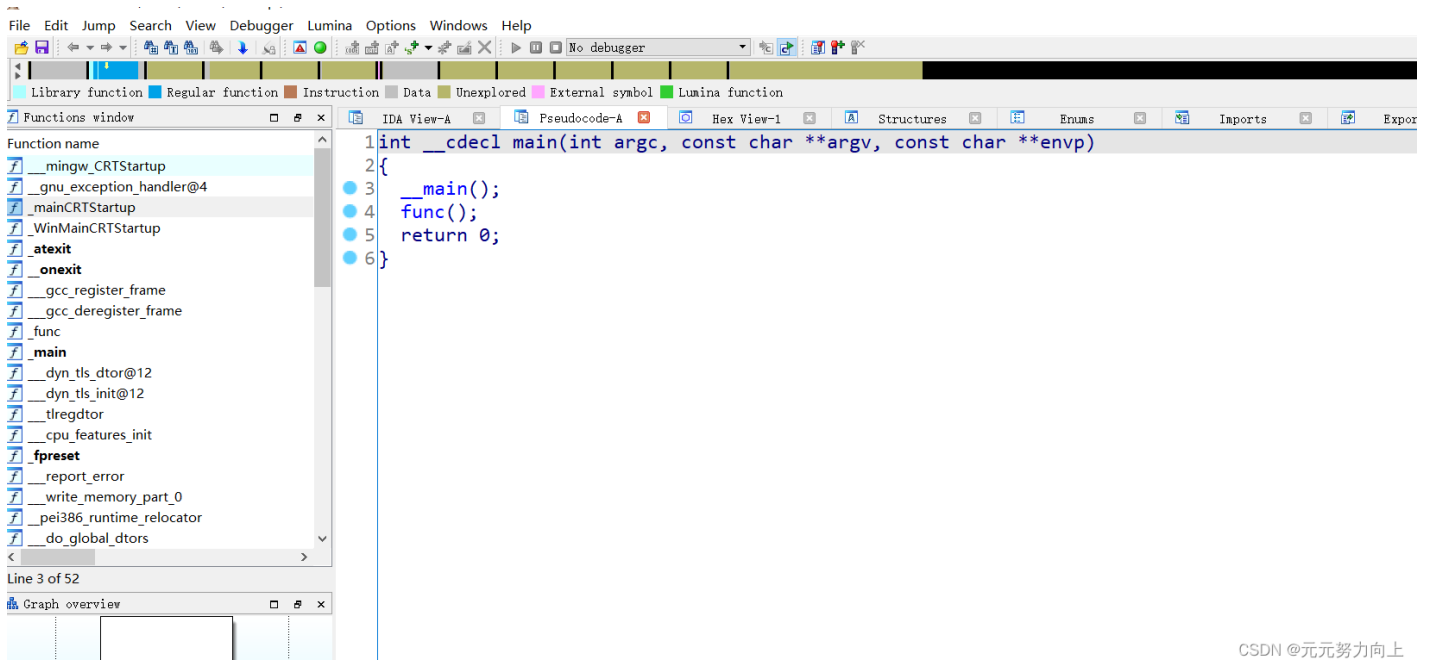 File Edit Jump Search View Debugger Lumina Options Windows Help
No debugger
Library function Regular function Instruction Data Unexplored External symbol Lumina function
Functions window
IDA View-A Pseudocode-A Hex View-1 Structures Enums Imports Expor
Function name
___mingw_CRTStartup
__gnu_exception_handler@4
_mainCRTStartup
_WinMainCRTStartup
_atexit
__onexit
___gcc_register_frame
___gcc_deregister_frame
_func
_main
___dyn_tls_dtor@12
___dyn_tls_init@12
___tlregdtor
___cpu_features_init
_fpreset
___report_error
___write_memory_part_0
__pei386_runtime_relocator
___do_global_dtors
Line 3 of 52
Graph overview
1 int __cdecl main(int argc, const char **argv, const char **envp)
2 {
3 __main();
4 func();
5 return 0;
6 }
CSDN @元元努力向上